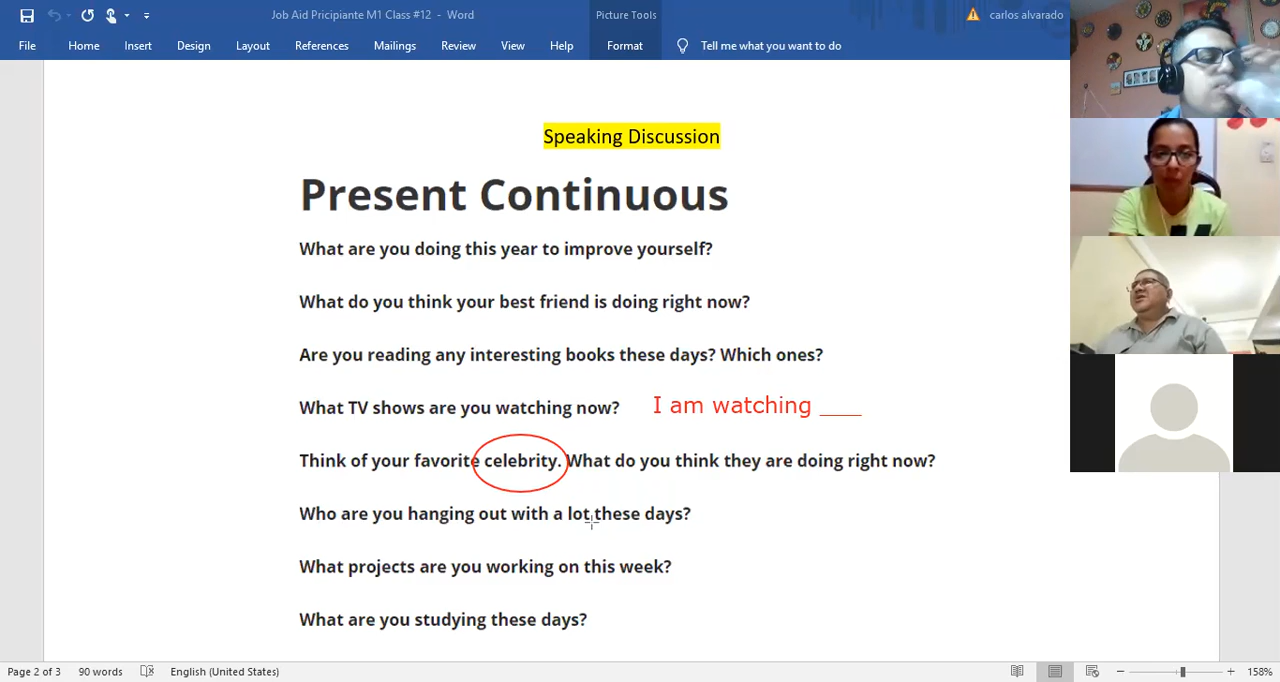 Job Aid Pricipiante M1 Class #12 - Word
Picture Tools
carlos alvarado
File Home Insert Design Layout References Mailings Review View Help Format Tell me what you want to do
Speaking Discussion
Present Continuous
What are you doing this year to improve yourself?
What do you think your best friend is doing right now?
Are you reading any interesting books these days? Which ones?
What TV shows are you watching now? I am watching ___
Think of your favorite celebrity. What do you think they are doing right now?
Who are you hanging out with a lot these days?
What projects are you working on this week?
What are you studying these days?
Page 2 of 3 90 words English (United States) 158%